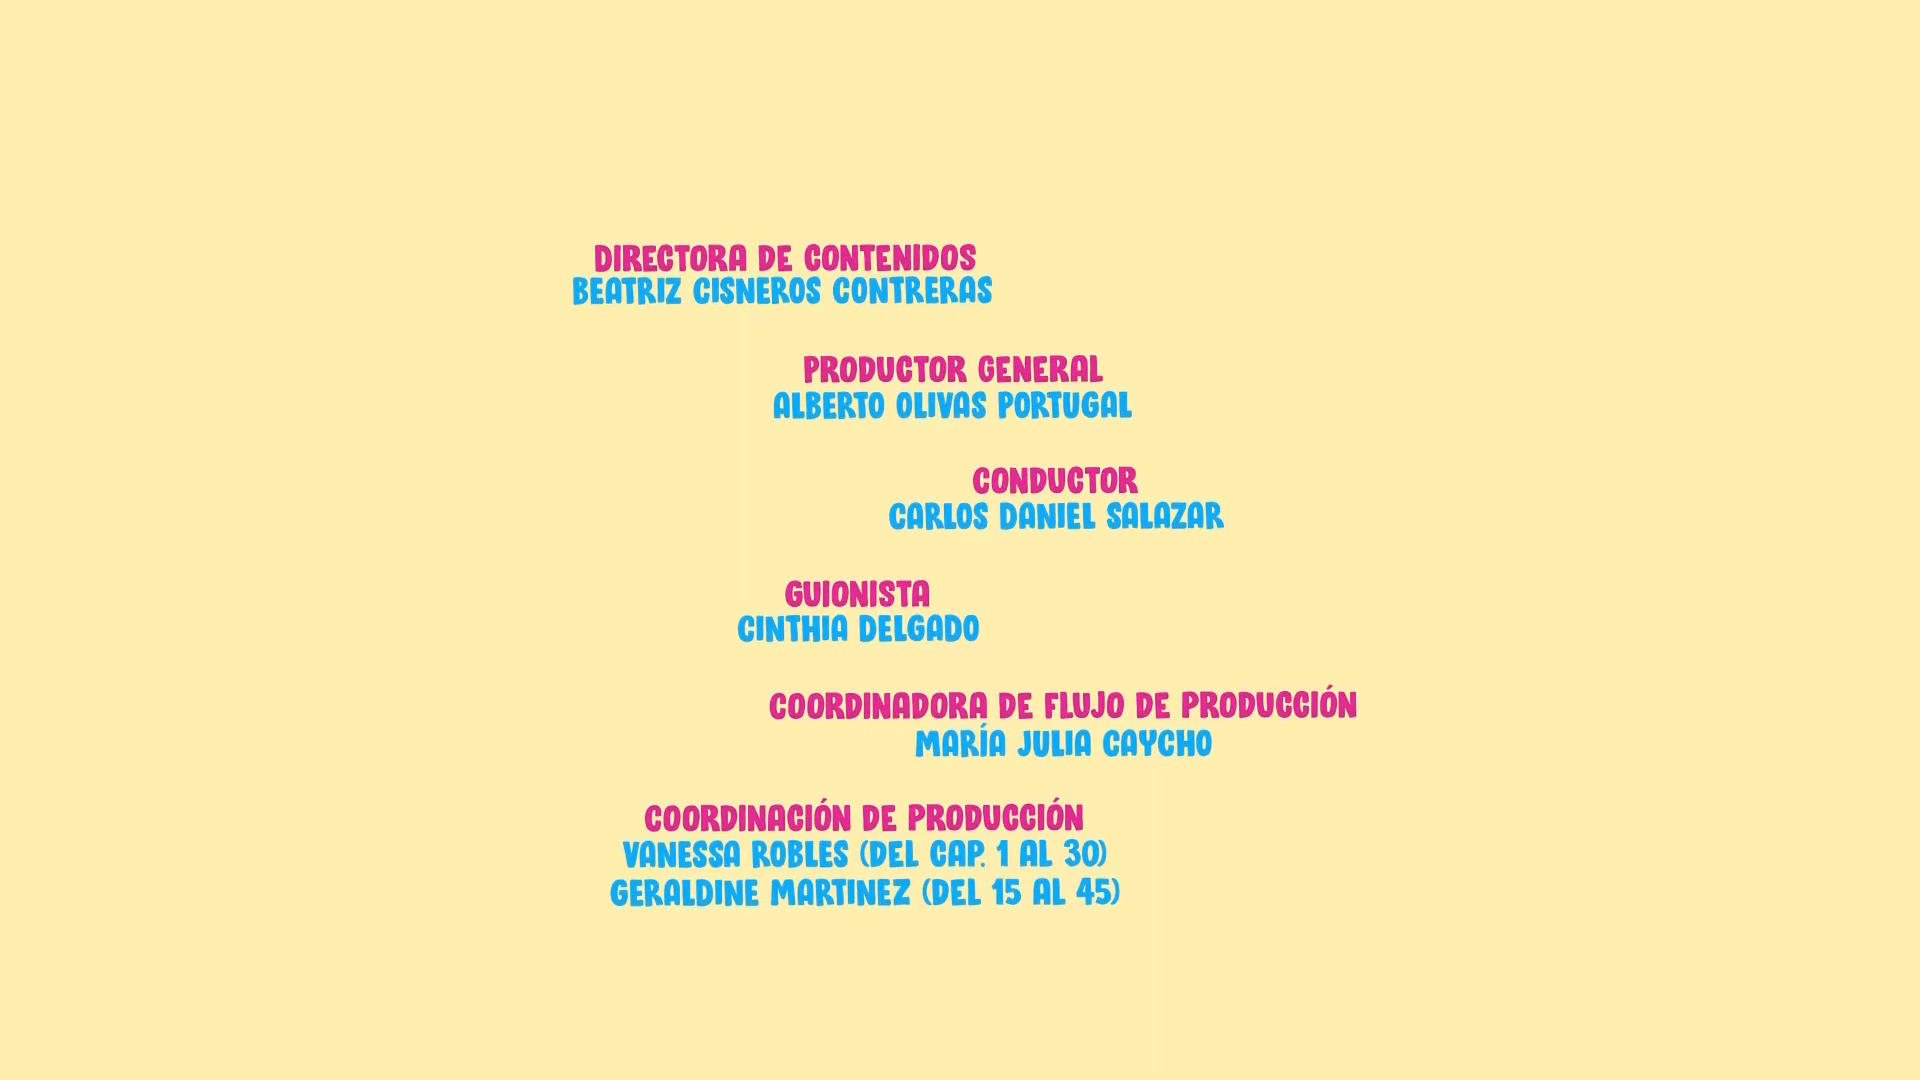 DIRECTORA DE CONTENIDOS
BEATRIZ CISNEROS CONTRERAS
PRODUCTOR GENERAL
ALBERTO OLIVAS PORTUGAL
CONDUCTOR
CARLOS DANIEL SALAZAR
GUIONISTA
CINTHIA DELGADO
COORDINADORA DE FLUJO DE PRODUCCIÓN
MARÍA JULIA CAYCHO
COORDINACIÓN DE PRODUCCIÓN
VANESSA ROBLES (DEL CAP. 1 AL 30)
GERALDINE MARTINEZ (DEL 15 AL 45)